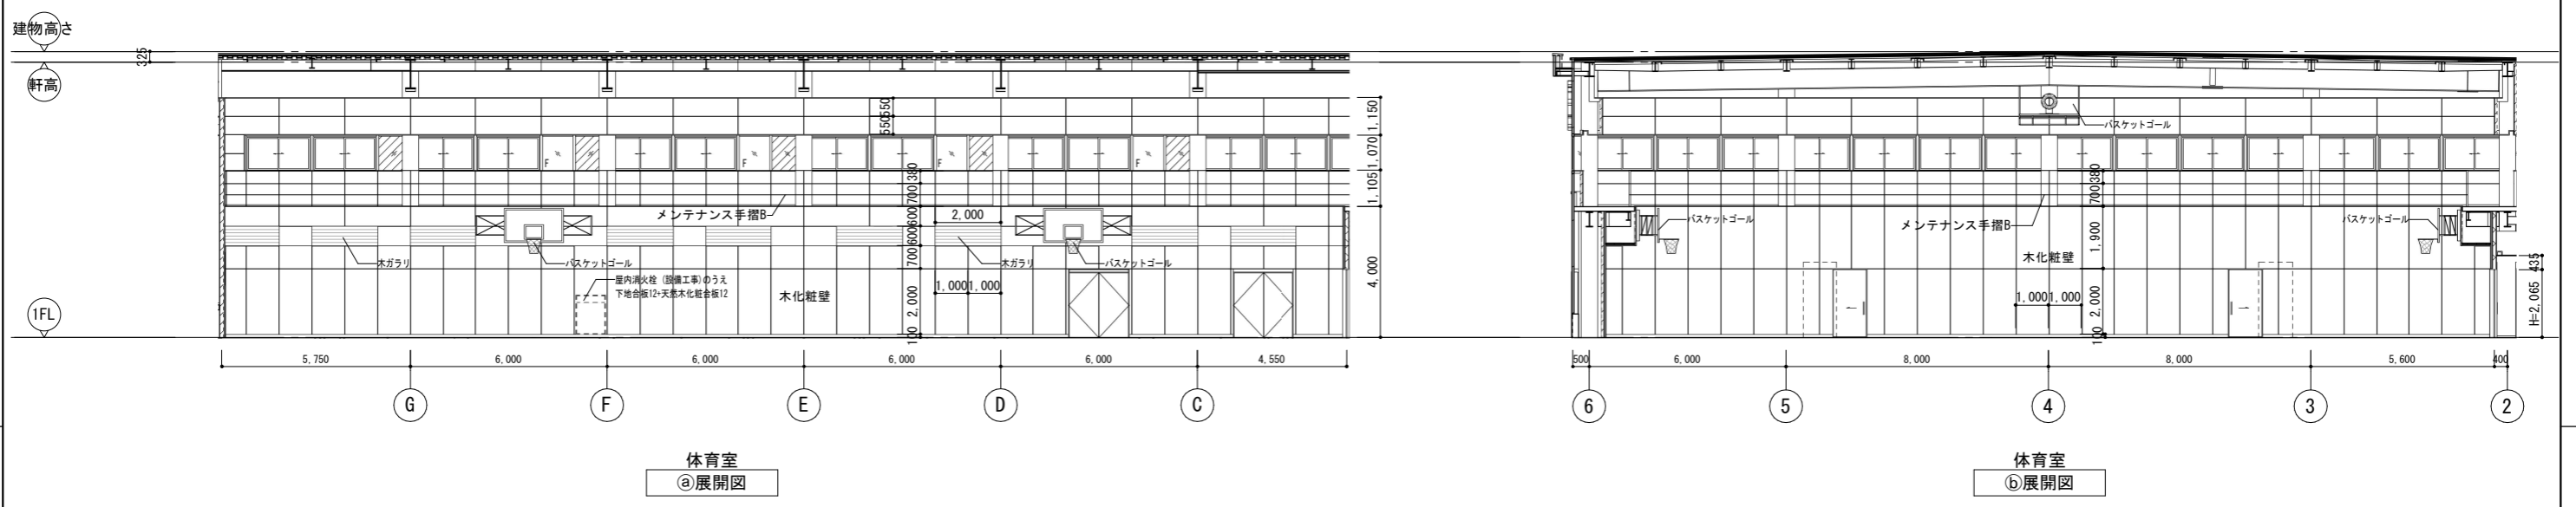 建物高さ
325
軒高
1FL
550
550
380
700
600
600
700
2,000
100
メンテナンス手摺B
2,000
木ガラリ
バスケットゴール
木ガラリ
バスケットゴール
屋内消火栓 (設備工事)のうえ
下地合板12+天然木化粧合板12
木化粧壁
1,000
1,000
1,150
1,070
1,105
4,000
5,750
6,000
6,000
6,000
6,000
4,550
G
F
E
D
C
体育室
ⓐ展開図
バスケットゴール
380
700
メンテナンス手摺B
バスケットゴール
バスケットゴール
1,900
木化粧壁
1,000
1,000
2,000
100
435
H=2,065
500
6,000
8,000
8,000
5,600
400
6
5
4
3
2
体育室
ⓑ展開図